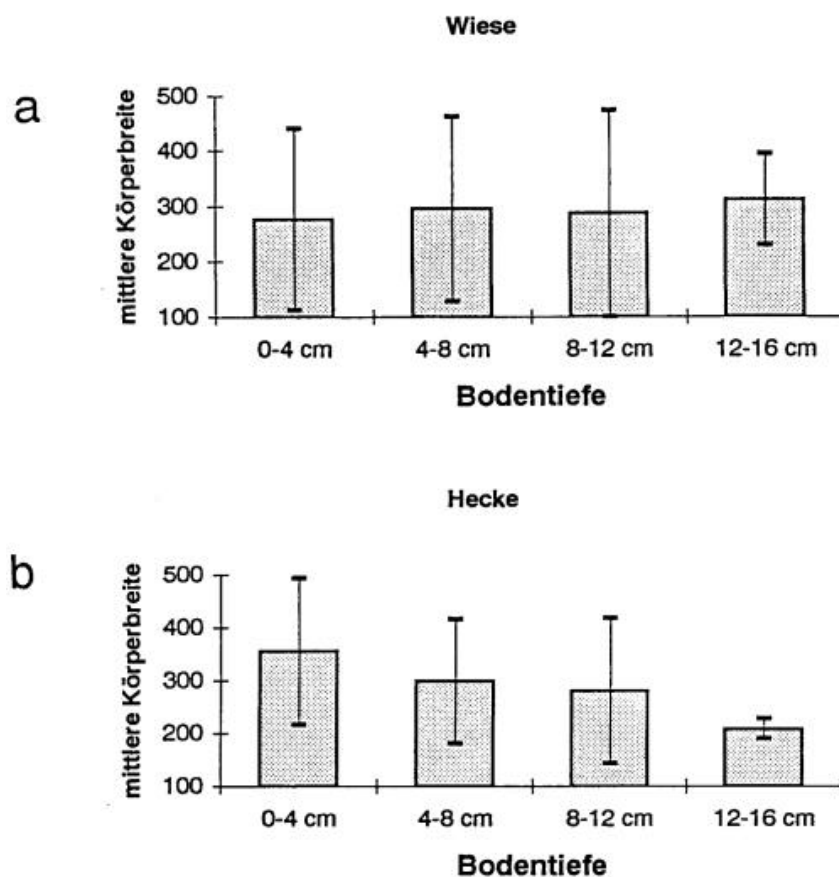 Wiese
a
mittlere Körperbreite
500
400
300
200
100
0-4 cm 4-8 cm 8-12 cm 12-16 cm
Bodentiefe
Hecke
b
mittlere Körperbreite
500
400
300
200
100
0-4 cm 4-8 cm 8-12 cm 12-16 cm
Bodentiefe